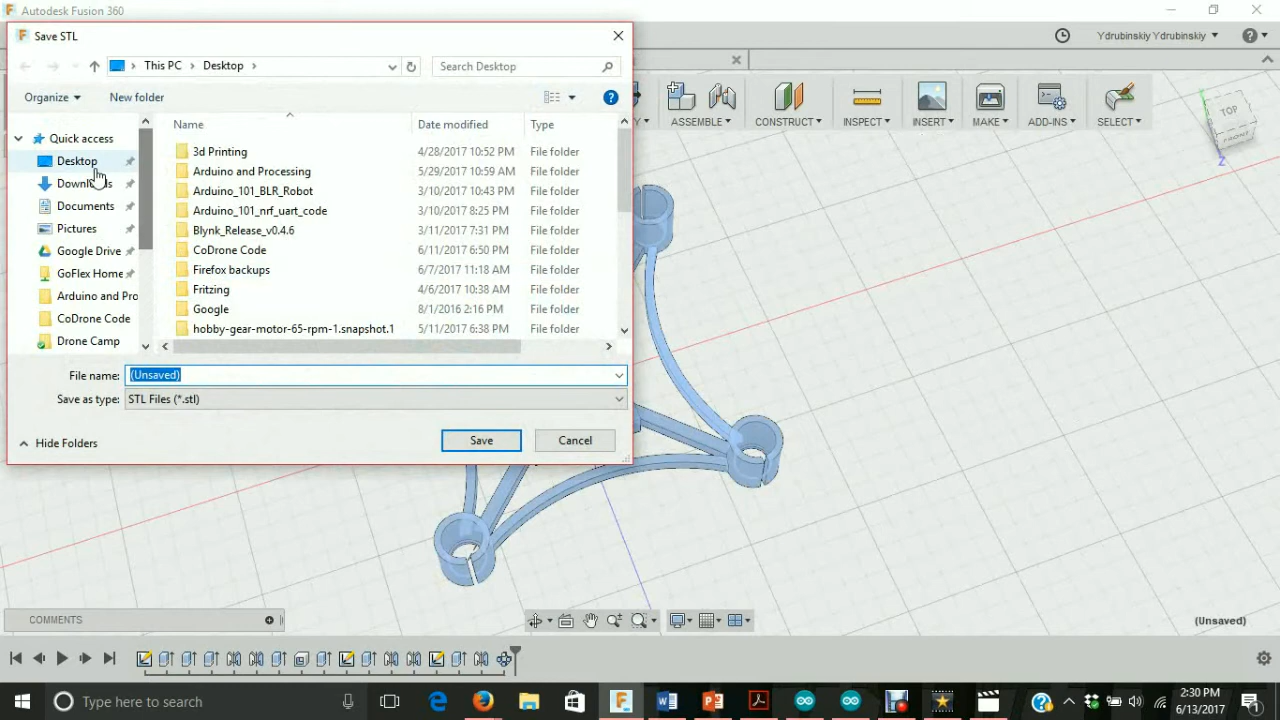 Autodesk Fusion 360
Save STL
This PC > Desktop >
Search Desktop
Ydrubinskiy Ydrubinskiy
Organize
New folder
Name
Date modified
Type
Quick access
Desktop
Documents
Pictures
Google Drive
GoFlex Home
Arduino and Pro
CoDrone Code
Drone Camp
3d Printing 4/28/2017 10:52 PM File folder
Arduino and Processing 5/29/2017 10:59 AM File folder
Arduino_101_BLR_Robot 3/10/2017 10:43 PM File folder
Arduino_101_nrf_uart_code 3/10/2017 8:25 PM File folder
Blynk_Release_v0.4.6 3/11/2017 7:31 PM File folder
CoDrone Code 6/11/2017 6:50 PM File folder
Firefox backups 6/7/2017 11:18 AM File folder
Fritzing 4/6/2017 10:38 AM File folder
Google 8/1/2016 2:16 PM File folder
hobby-gear-motor-65-rpm-1.snapshot.1 5/11/2017 6:38 PM File folder
File name: (Unsaved)
Save as type: STL Files (*.stl)
Hide Folders
Save
Cancel
ASSEMBLE
CONSTRUCT
INSPECT
INSERT
MAKE
ADD-INS
SELECT
TOP
FRONT
Z
COMMENTS
(Unsaved)
Type here to search
2:30 PM
6/13/2017